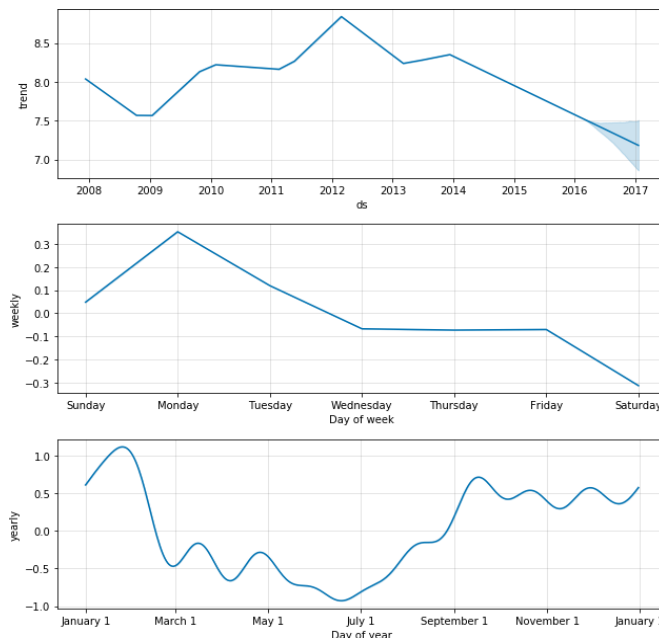 8.5
8.0
7.5
7.0
trend
2008 2009 2010 2011 2012 2013 2014 2015 2016 2017
ds
0.3
0.2
0.1
0.0
−0.1
−0.2
−0.3
weekly
Sunday Monday Tuesday Wednesday Thursday Friday Saturday
Day of week
1.0
0.5
0.0
−0.5
−1.0
yearly
January 1 March 1 May 1 July 1 September 1 November 1 January
Day of year